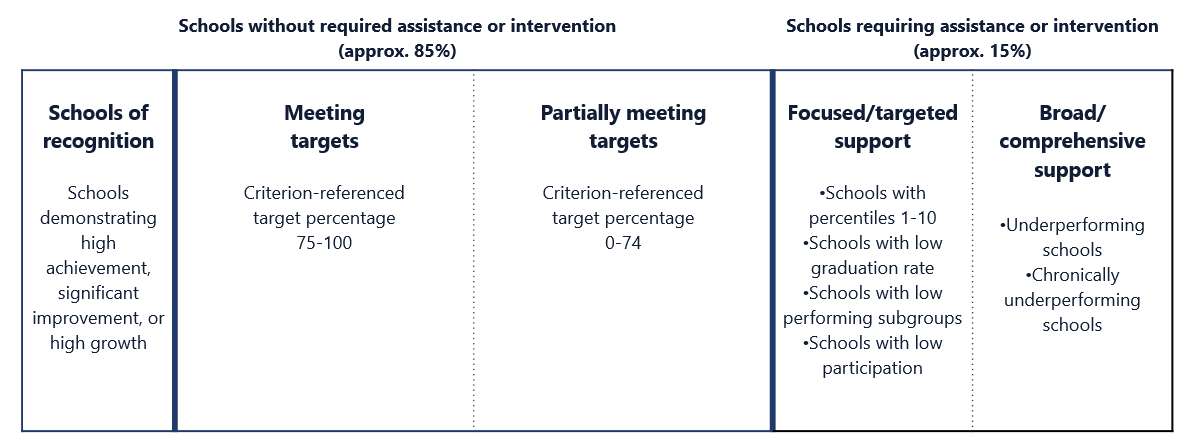 Schools without required assistance or intervention
(approx. 85%)
Schools requiring assistance or intervention
(approx. 15%)
Schools of
recognition
Schools
demonstrating
high
achievement,
significant
improvement, or
high growth
Meeting
targets
Criterion-referenced
target percentage
75-100
Partially meeting
targets
Criterion-referenced
target percentage
0-74
Focused/targeted
support
•Schools with
percentiles 1-10
•Schools with low
graduation rate
•Schools with low
performing subgroups
•Schools with low
participation
Broad/
comprehensive
support
•Underperforming
schools
•Chronically
underperforming
schools